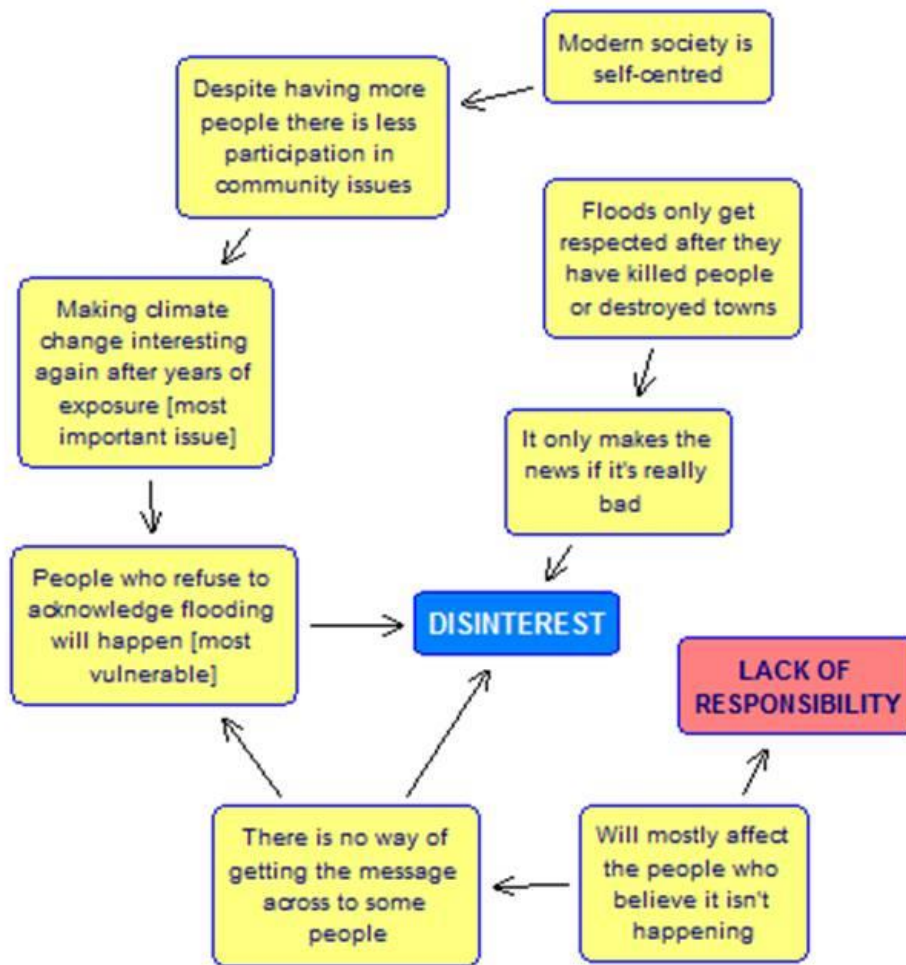 Modern society is
self-centred
Despite having more
people there is less
participation in
community issues
Floods only get
respected after they
have killed people
or destroyed towns
Making climate
change interesting
again after years of
exposure [most
important issue]
It only makes the
news if it's really
bad
People who refuse to
acknowledge flooding
will happen [most
vulnerable]
DISINTEREST
LACK OF
RESPONSIBILITY
There is no way of
getting the message
across to some
people
Will mostly affect
the people who
believe it isn't
happening